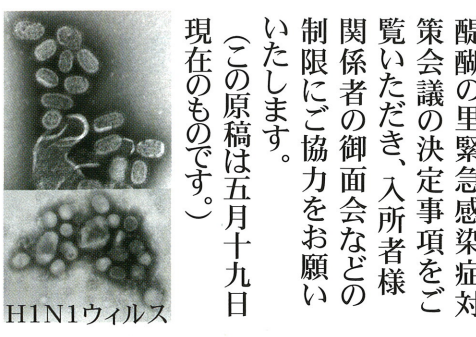 醍醐の里緊急感染症対
策会議の決定事項をご
覧いただき、入所者様
関係者の御面会などの
制限にご協力をお願い
いたします。
（この原稿は五月十九日
現在のものです。）
H1N1ウィルス